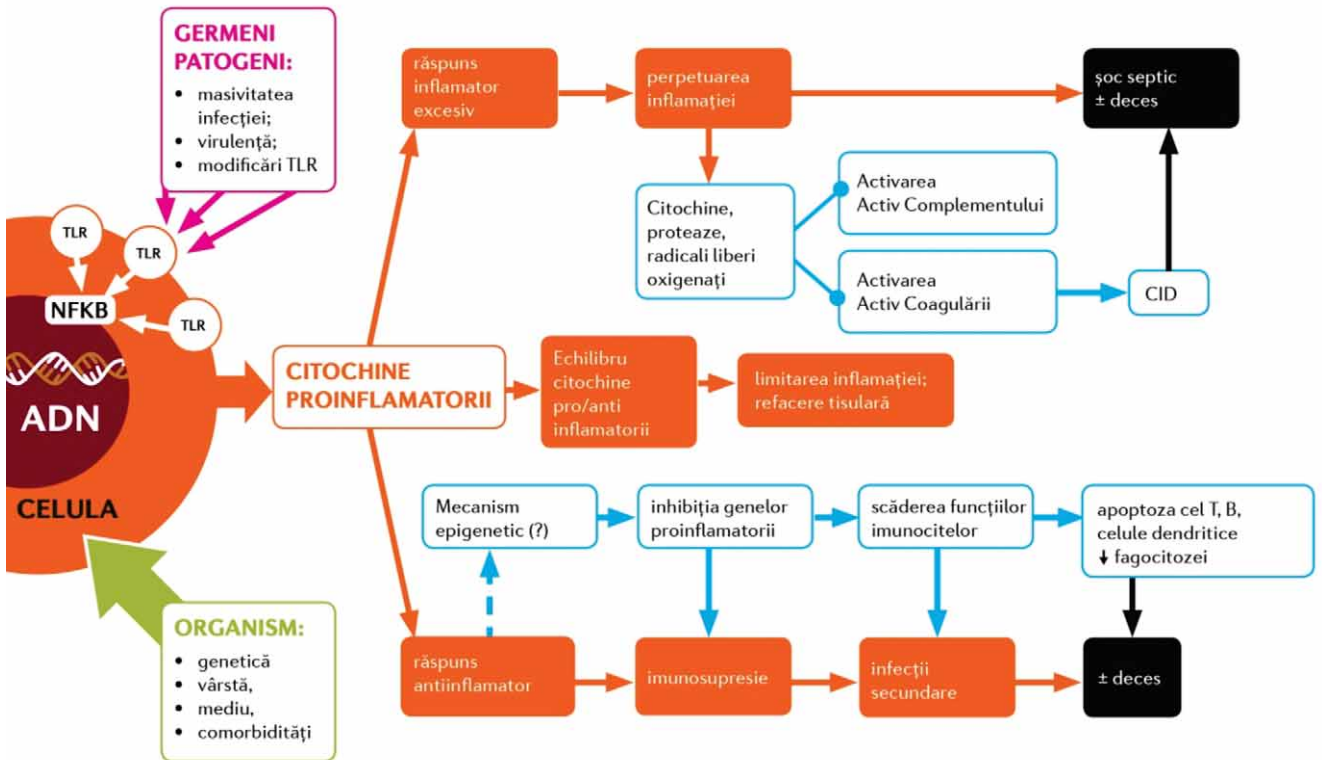 GERMENI
PATOGENI:
• masivitatea
infecției;
• virulență;
• modificări TLR
TLR
TLR
TLR
NFKB
ADN
CELULA
ORGANISM:
• genetică
• vârstă,
• mediu,
• comorbidități
CITOCHINE
PROINFLAMATORII
răspuns
inflamator
excesiv
perpetuarea
inflamației
șoc septic
± deces
Citochine,
proteaze,
radicali liberi
oxigenați
Activarea
Activ Complementului
Activarea
Activ Coagulării
CID
Echilibru
citochine
pro/anti
inflamatorii
limitarea inflamației;
refacere tisulară
Mecanism
epigenetic (?)
inhibiția genelor
proinflamatorii
scăderea funcțiilor
imunocitelor
apoptoza cel T, B,
celule dendritice
↓ fagocitozei
răspuns
antiinflamator
imunosupresie
infecții
secundare
± deces